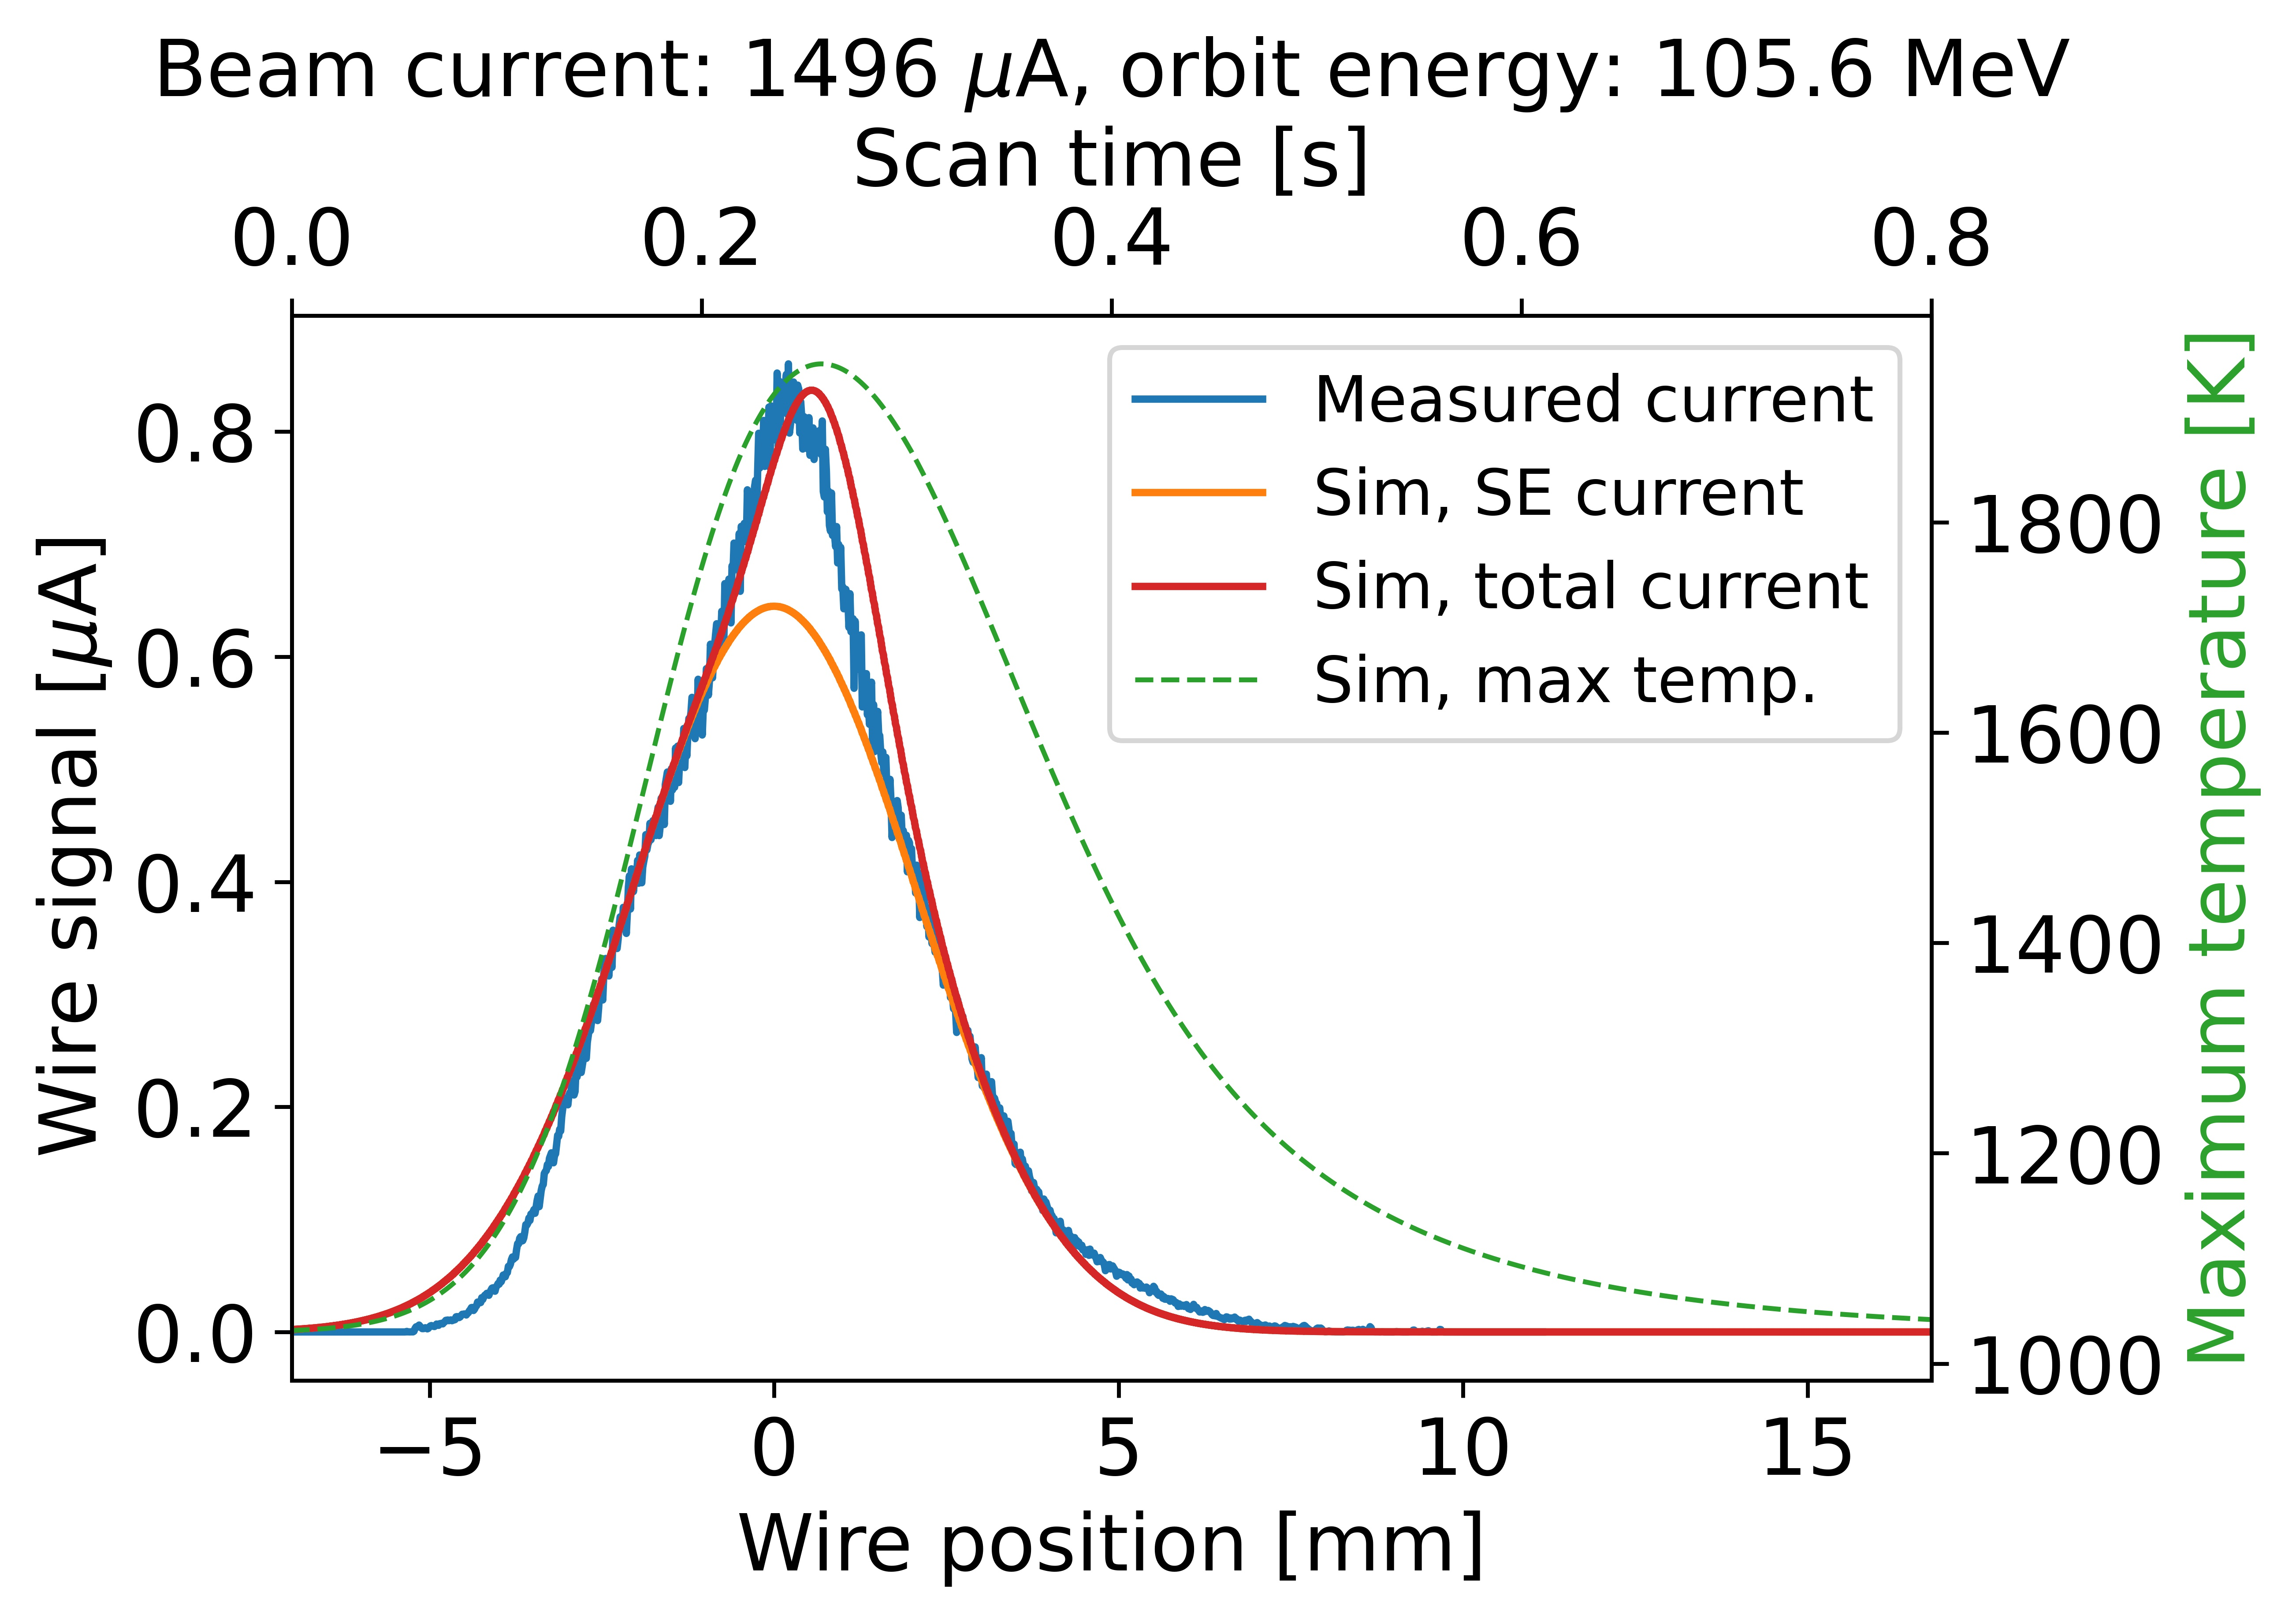 Beam current: 1496 μA, orbit energy: 105.6 MeV
Scan time [s]
0.0 0.2 0.4 0.6 0.8
Wire signal [μA]
0.8
0.6
0.4
0.2
0.0
Measured current
Sim, SE current
Sim, total current
Sim, max temp.
1800
1600
1400
1200
1000
Maximum temperature [K]
−5 0 5 10 15
Wire position [mm]